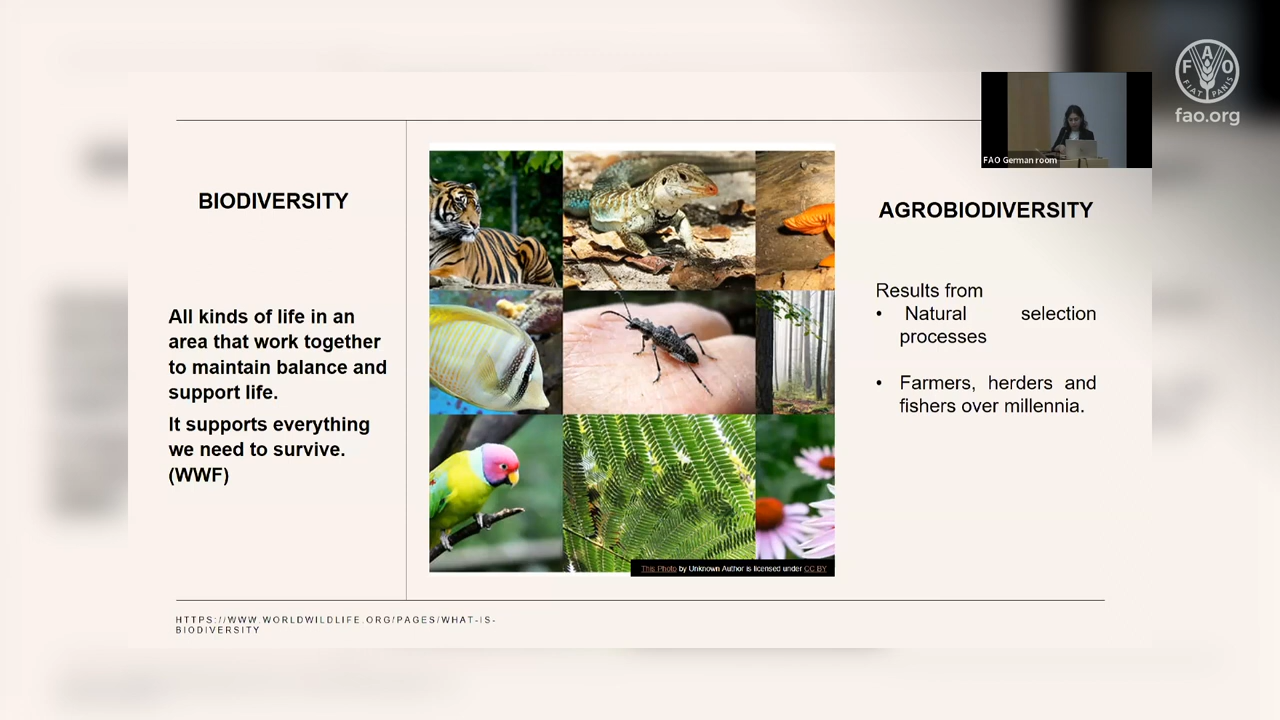 FAO
FIAT PANIS
fao.org
FAO German room
BIODIVERSITY
All kinds of life in an
area that work together
to maintain balance and
support life.
It supports everything
we need to survive.
(WWF)
This Photo by Unknown Author is licensed under CC BY
AGROBIODIVERSITY
Results from
• Natural selection
processes
• Farmers, herders and
fishers over millennia.
HTTPS://WWW.WORLDWILDLIFE.ORG/PAGES/WHAT-IS-
BIODIVERSITY